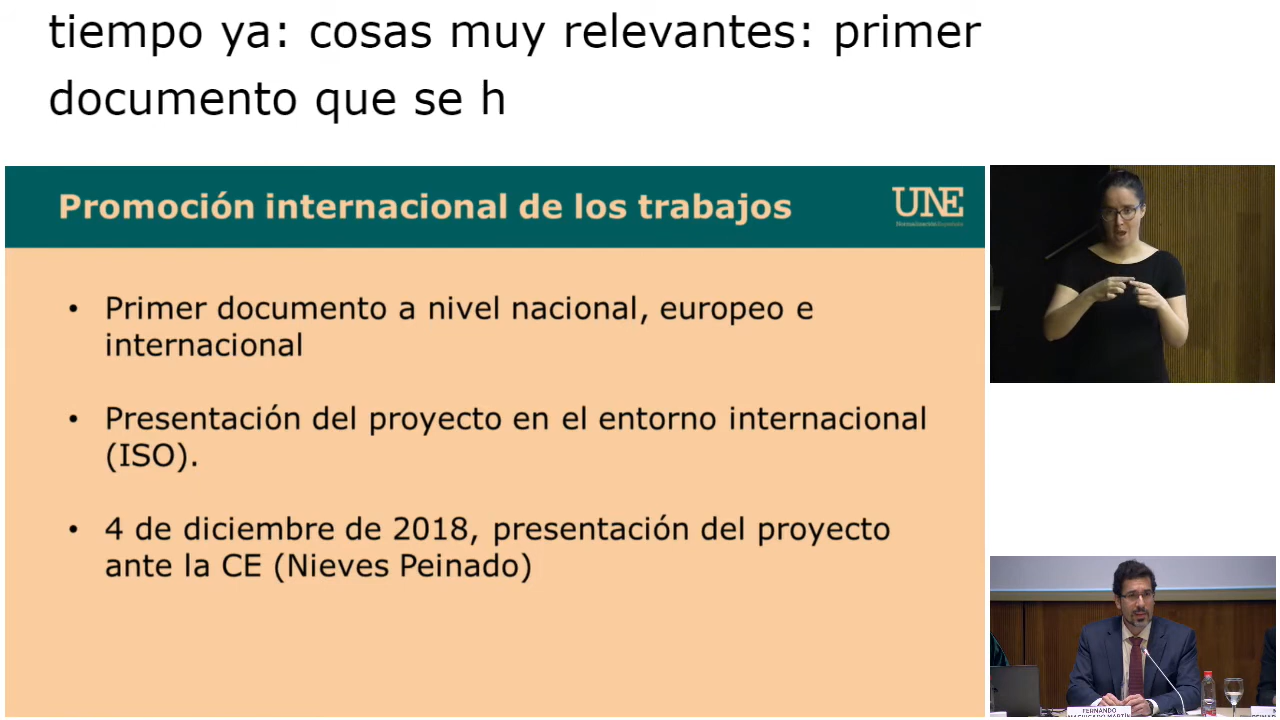 tiempo ya: cosas muy relevantes: primer
documento que se h
Promoción internacional de los trabajos
UNE
Normalización Española
• Primer documento a nivel nacional, europeo e
internacional
• Presentación del proyecto en el entorno internacional
(ISO).
• 4 de diciembre de 2018, presentación del proyecto
ante la CE (Nieves Peinado)
FERNANDO